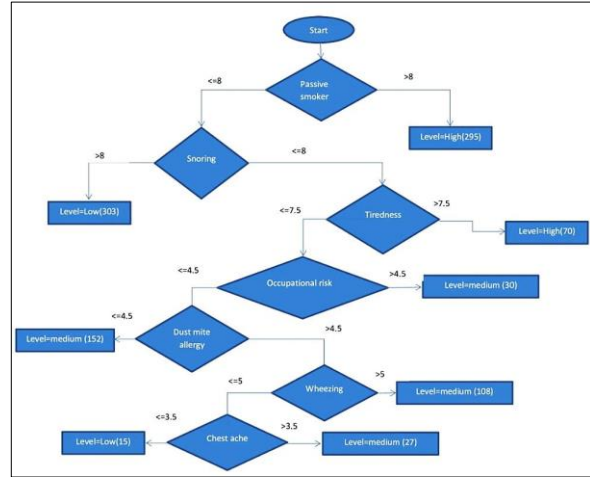 Start
<=8
Passive
smoker
>8
Level=High(295)
>8
Snoring
<=8
Level=Low(303)
<=7.5
Tiredness
>7.5
Level=High(70)
<=4.5
Occupational risk
>4.5
Level=medium (30)
<=4.5
Dust mite
allergy
>4.5
Level=medium (152)
<=5
Wheezing
>5
Level=medium (108)
<=3.5
Chest ache
>3.5
Level=Low(15)
Level=medium (27)